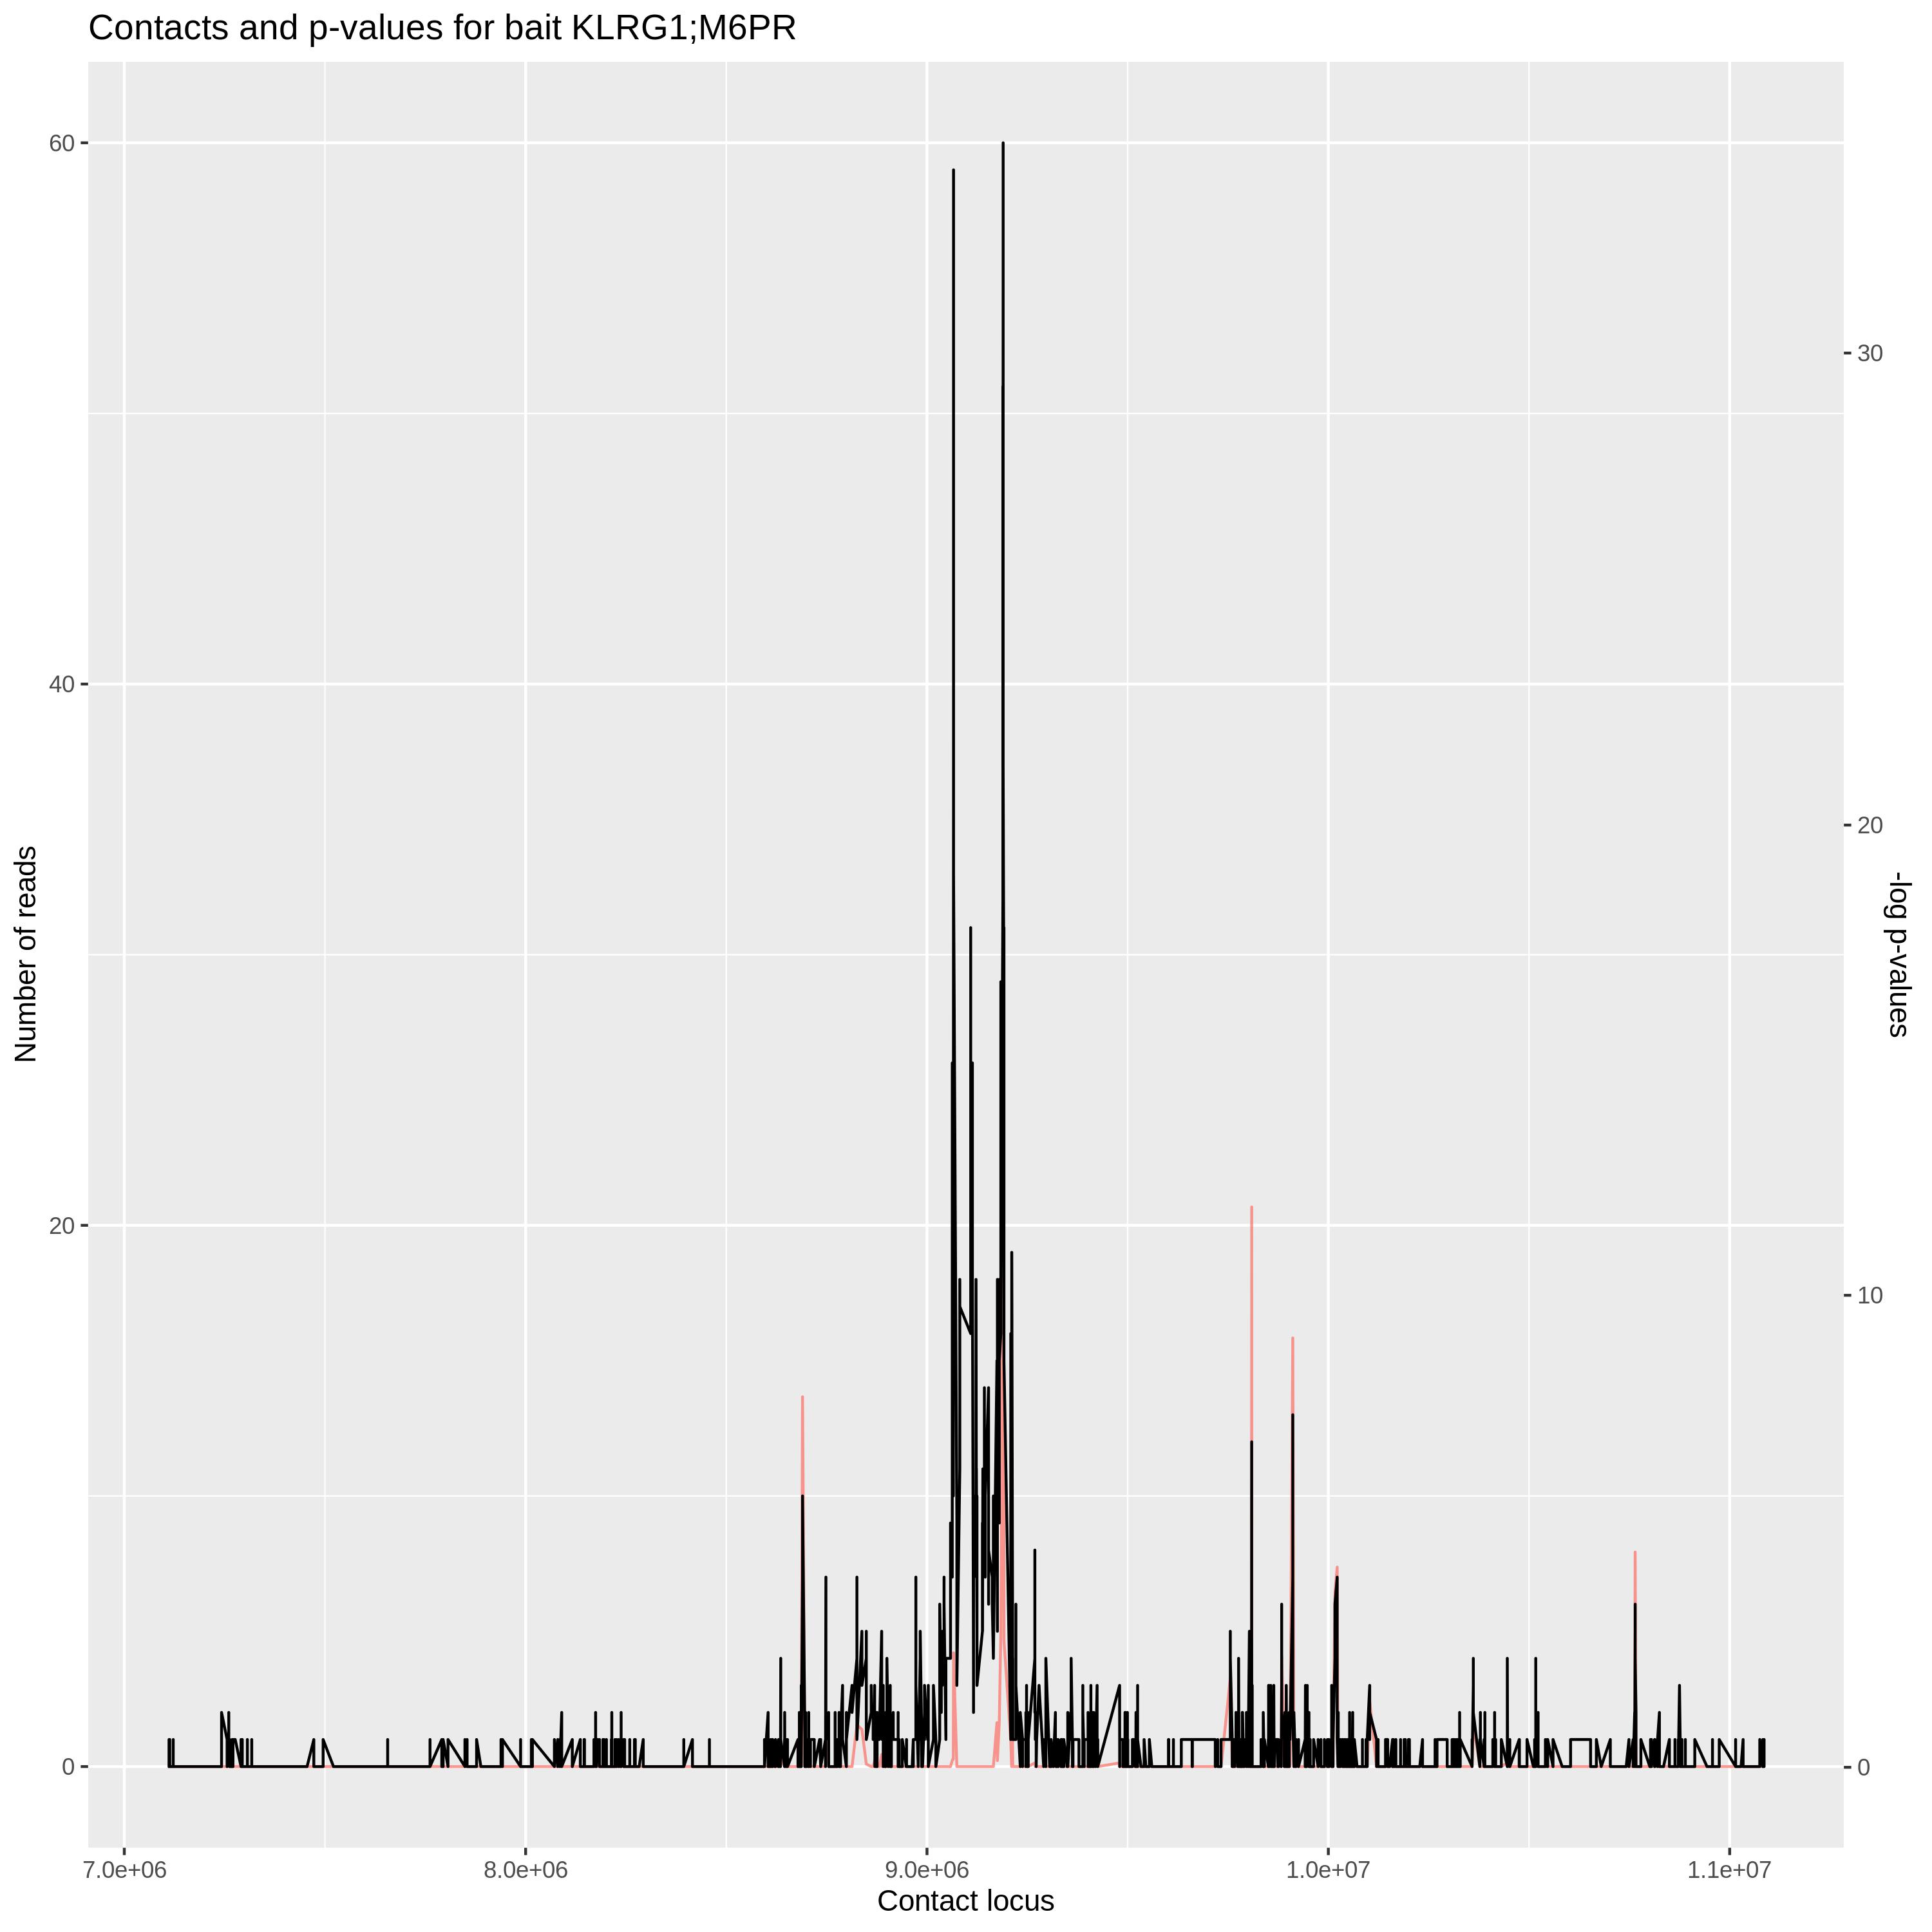 Contacts and p-values for bait KLRG1;M6PR
60
40
20
0
Number of reads
30
20
10
0
-log p-values
7.0e+06 8.0e+06 9.0e+06 1.0e+07 1.1e+07
Contact locus